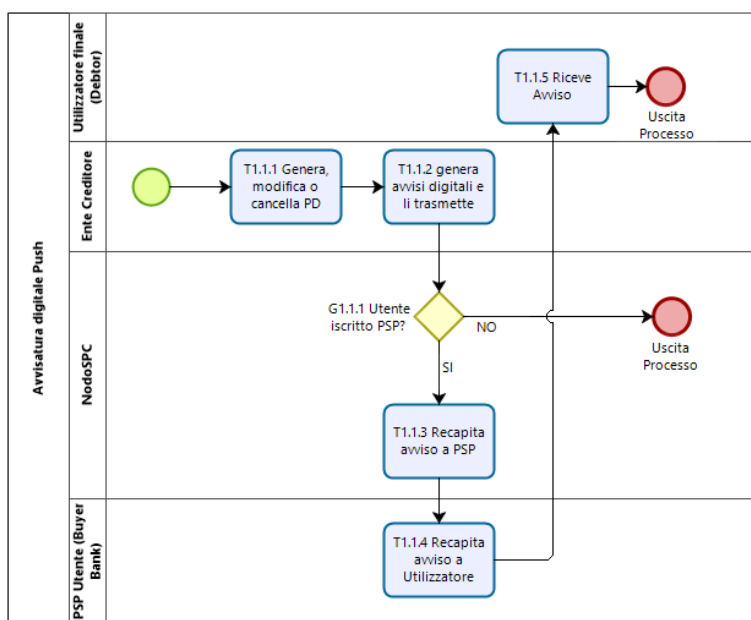 Avvisatura digitale Push
Utilizzatore finale
(Debtor)
T1.1.5 Riceve
Avviso
Uscita
Processo
Ente Creditore
T1.1.1 Genera,
modifica o
cancella PD
T1.1.2 genera
avvisi digitali e
li trasmette
NodoSPC
G1.1.1 Utente
iscritto PSP?
NO
SI
Uscita
Processo
T1.1.3 Recapita
avviso a PSP
PSP Utente (Buyer
Bank)
T1.1.4 Recapita
avviso a
Utilizzatore